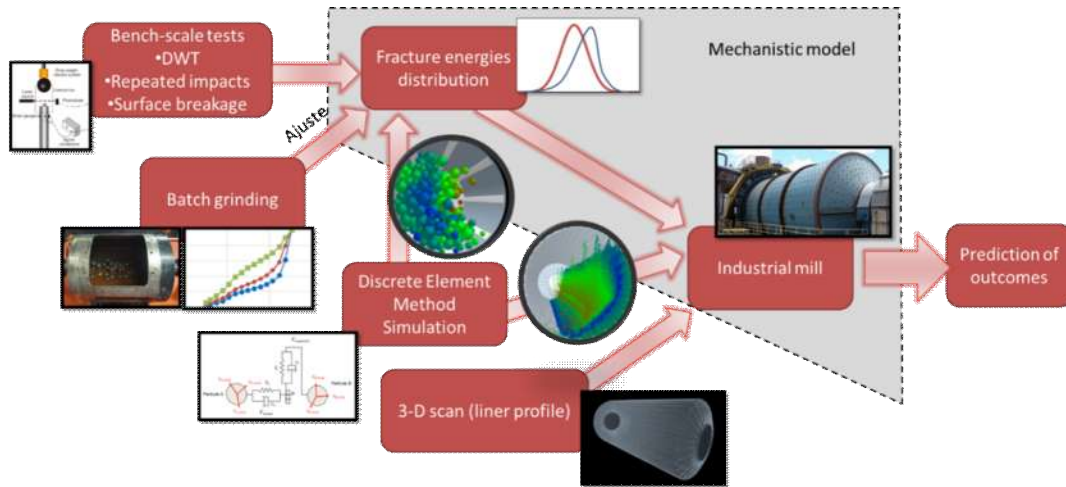 Bench-scale tests
•DWT
•Repeated impacts
•Surface breakage
Fracture energies
distribution
Mechanistic model
Ajuste
Batch grinding
Discrete Element
Method
Simulation
Industrial mill
Prediction of
outcomes
3-D scan (liner profile)